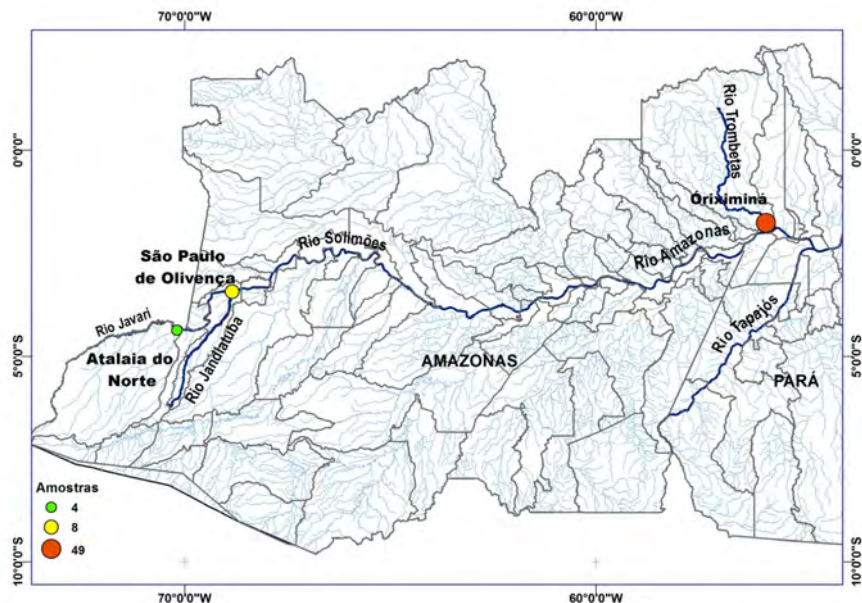 70°0'0"W
60°0'0"W
0°0'0"
0°0'0"
Rio Trombetas
Óriximiná
Rio Solimões
Rio Amazonas
São Paulo
de Olivença
Rio Javari
Rio Jandiatuba
Rio Tapajós
Atalaia do
Norte
AMAZONAS
PARÁ
5°0'0"S
5°0'0"S
Amostras
4
8
49
10°0'0"S
10°0'0"S
70°0'0"W
60°0'0"W